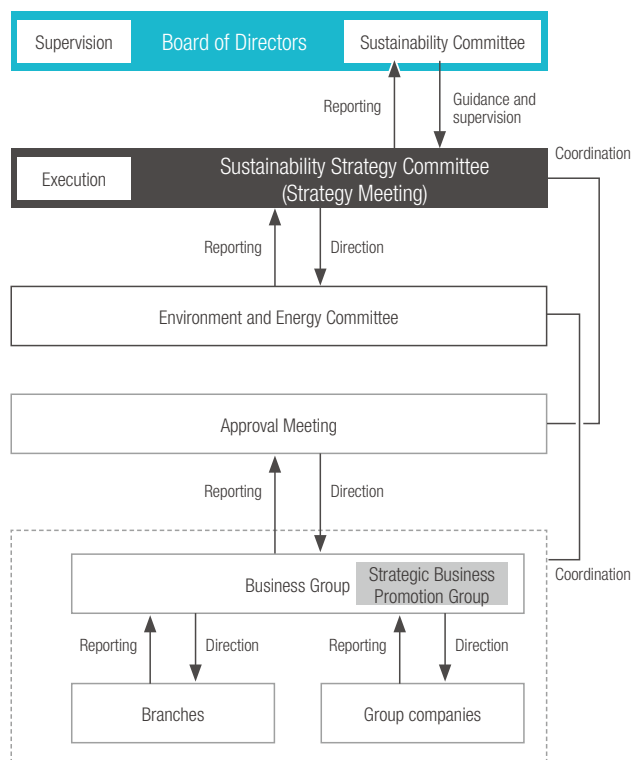 Supervision
Board of Directors
Sustainability Committee
Reporting
Guidance and
supervision
Coordination
Execution
Sustainability Strategy Committee
(Strategy Meeting)
Reporting
Direction
Environment and Energy Committee
Approval Meeting
Reporting
Direction
Business Group
Strategic Business
Promotion Group
Coordination
Reporting
Direction
Reporting
Direction
Branches
Group companies